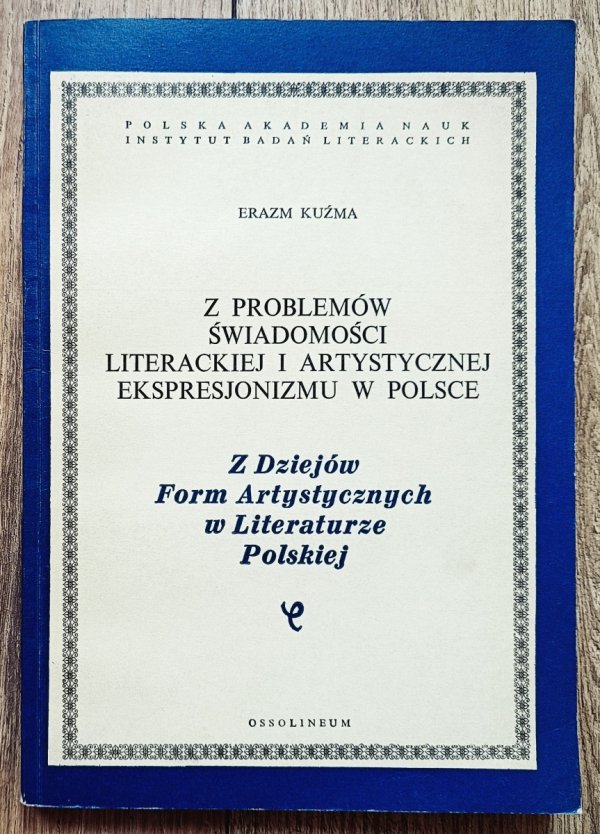 POLSKA AKADEMIA NAUK
INSTYTUT BADAŃ LITERACKICH
ERAZM KUŹMA
Z PROBLEMÓW
ŚWIADOMOŚCI
LITERACKIEJ I ARTYSTYCZNEJ
EKSPRESJONIZMU W POLSCE
Z Dziejów
Form Artystycznych
w Literaturze
Polskiej
OSSOLINEUM